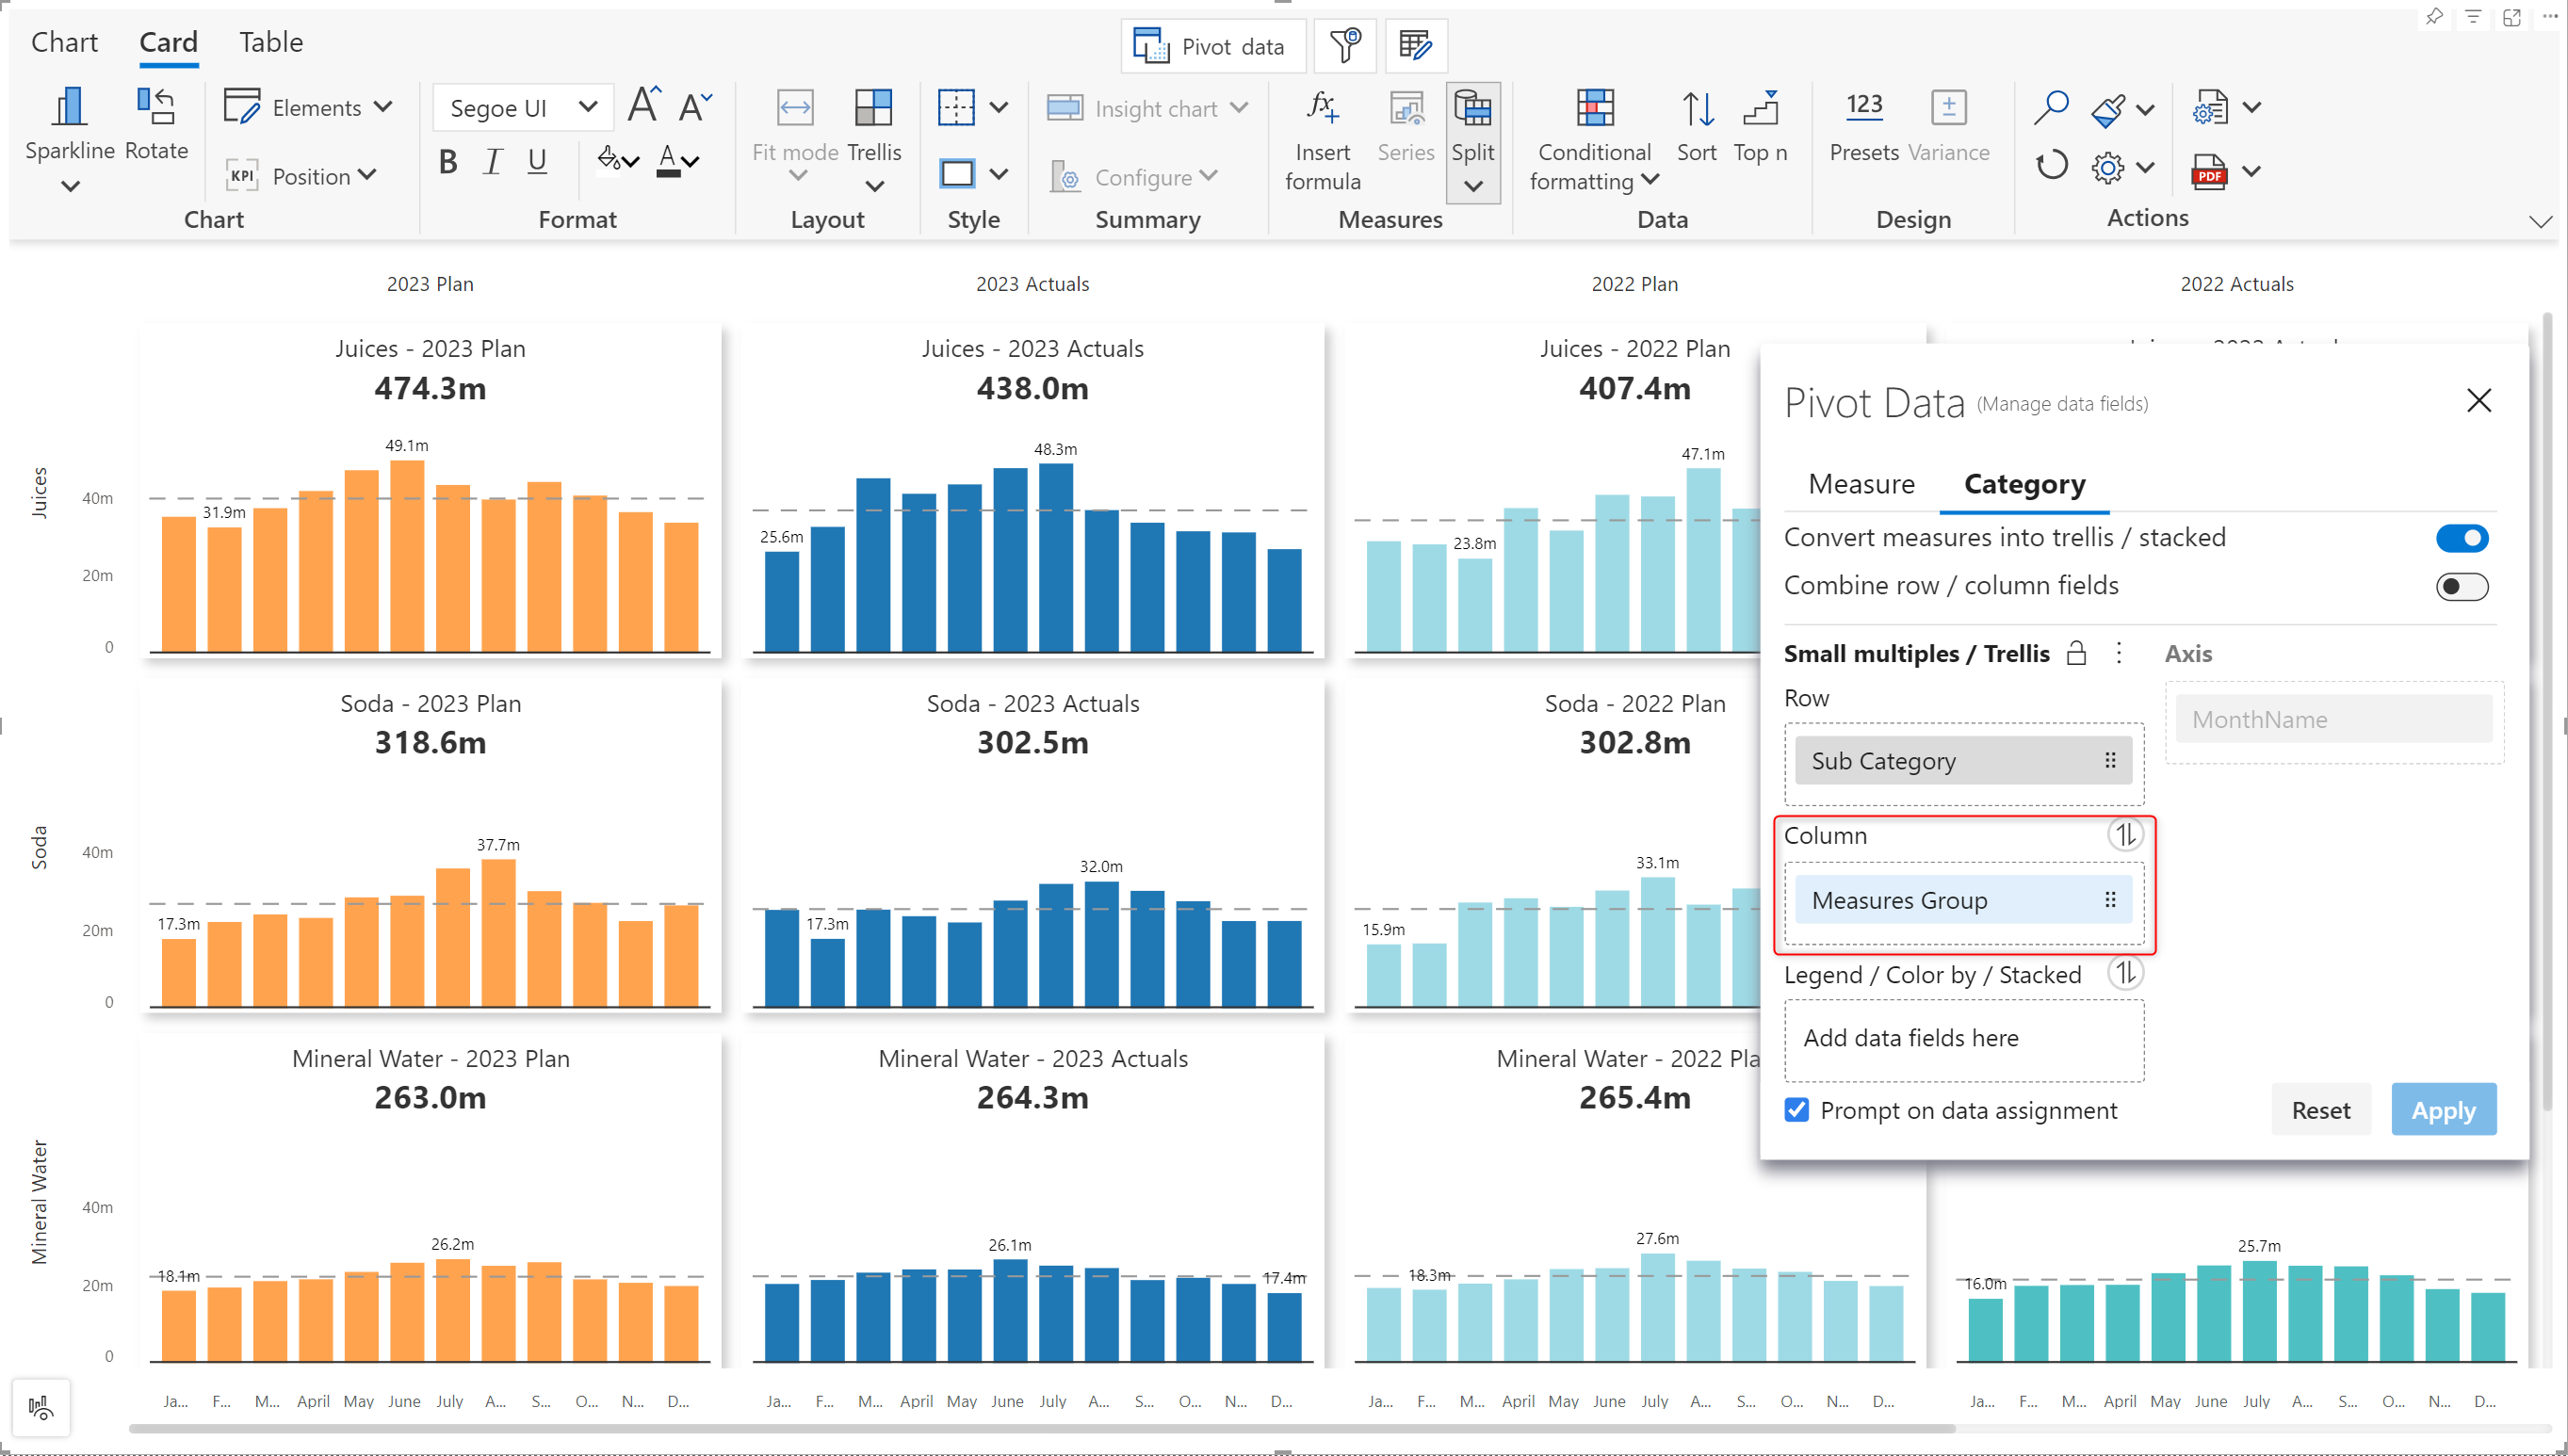 Chart Card Table
Pivot data
Sparkline Rotate
Elements
KPI Position
Chart
Segoe UI A A
B I U A
Format
Fit mode Trellis
Layout
Style
Insight chart
Configure
Summary
fx
Insert formula Series Split
Measures
Conditional formatting Sort Top n
Data
123
Presets Variance
Design
PDF
Actions
2023 Plan 2023 Actuals 2022 Plan 2022 Actuals
Juices
40m
20m
0
Juices - 2023 Plan
474.3m
49.1m
31.9m
Juices - 2023 Actuals
438.0m
48.3m
25.6m
Juices - 2022 Plan
407.4m
47.1m
23.8m
Soda
40m
20m
0
Soda - 2023 Plan
318.6m
37.7m
17.3m
Soda - 2023 Actuals
302.5m
32.0m
17.3m
Soda - 2022 Plan
302.8m
33.1m
15.9m
Mineral Water
40m
20m
0
Mineral Water - 2023 Plan
263.0m
26.2m
18.1m
Mineral Water - 2023 Actuals
264.3m
26.1m
17.4m
Mineral Water - 2022 Pla
265.4m
27.6m
18.3m
25.7m
16.0m
Ja... F... M... April May June July A... S... O... N... D...
Ja... F... M... April May June July A... S... O... N... D...
Ja... F... M... April May June July A... S... O... N... D...
Ja... F... M... April May June July A... S... O... N... D...
Pivot Data (Manage data fields)
Measure Category
Convert measures into trellis / stacked
Combine row / column fields
Small multiples / Trellis Axis
Row
MonthName
Sub Category
Column
Measures Group
Legend / Color by / Stacked
Add data fields here
Prompt on data assignment Reset Apply